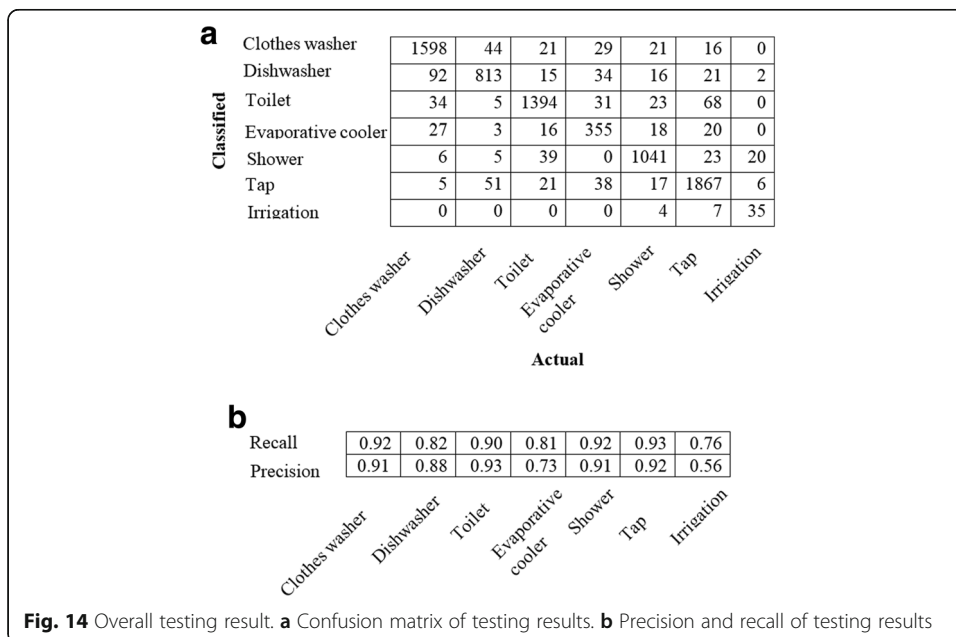 a
Clothes washer 1598 44 21 29 21 16 0
Dishwasher 92 813 15 34 16 21 2
Toilet 34 5 1394 31 23 68 0
Evaporative cooler 27 3 16 355 18 20 0
Shower 6 5 39 0 1041 23 20
Tap 5 51 21 38 17 1867 6
Irrigation 0 0 0 0 4 7 35
Classified
Clothes washer
Dishwasher
Toilet
Evaporative
cooler
Shower
Tap
Irrigation
Actual
b
Recall 0.92 0.82 0.90 0.81 0.92 0.93 0.76
Precision 0.91 0.88 0.93 0.73 0.91 0.92 0.56
Clothes washer
Dishwasher
Toilet
Evaporative
cooler
Shower
Tap
Irrigation
Fig. 14 Overall testing result. a Confusion matrix of testing results. b Precision and recall of testing results